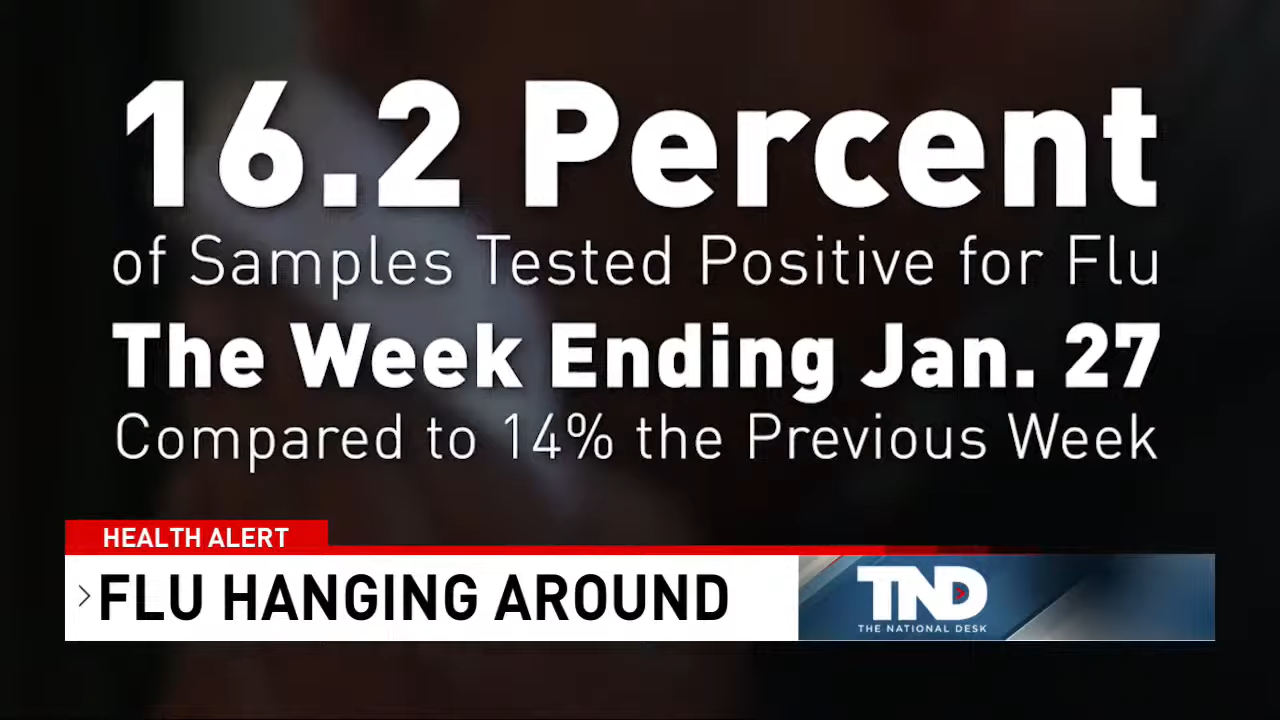 16.2 Percent
of Samples Tested Positive for Flu
The Week Ending Jan. 27
Compared to 14% the Previous Week
HEALTH ALERT
FLU HANGING AROUND
TND
THE NATIONAL DESK